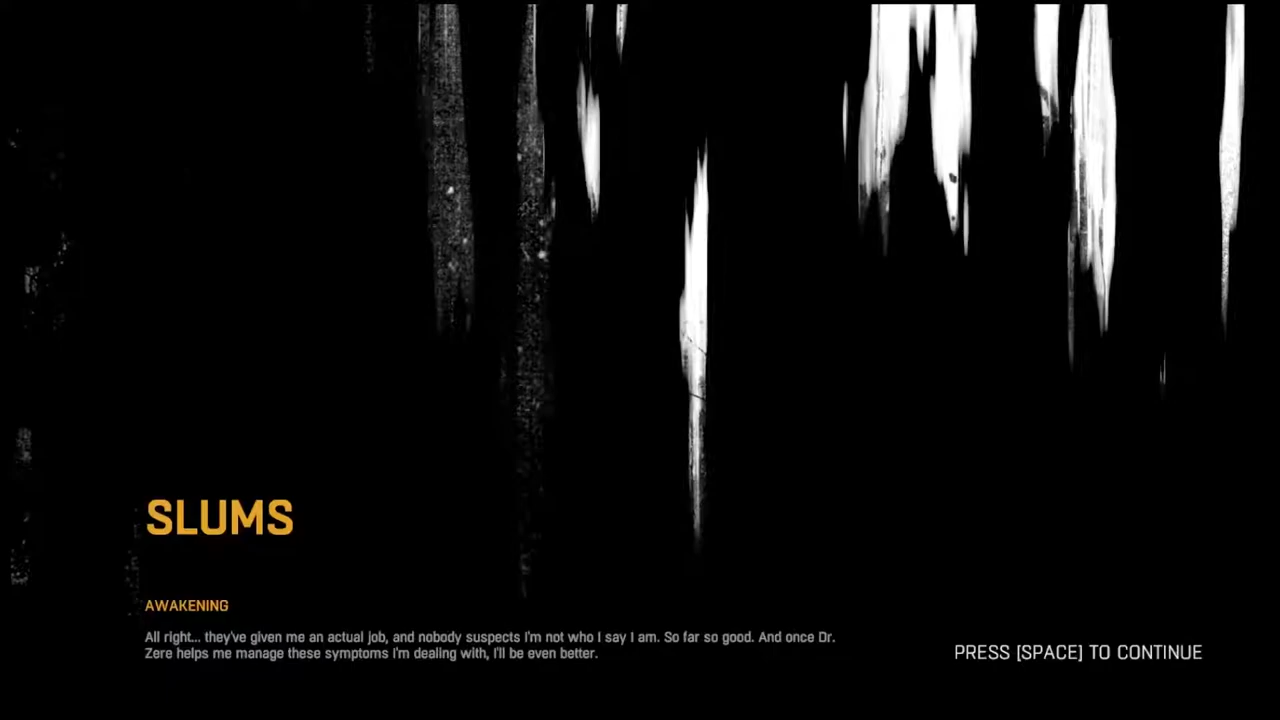 SLUMS
AWAKENING
All right... they've given me an actual job, and nobody suspects I'm not who I say I am. So far so good. And once Dr.
Zere helps me manage these symptoms I'm dealing with, I'll be even better.
PRESS [SPACE] TO CONTINUE